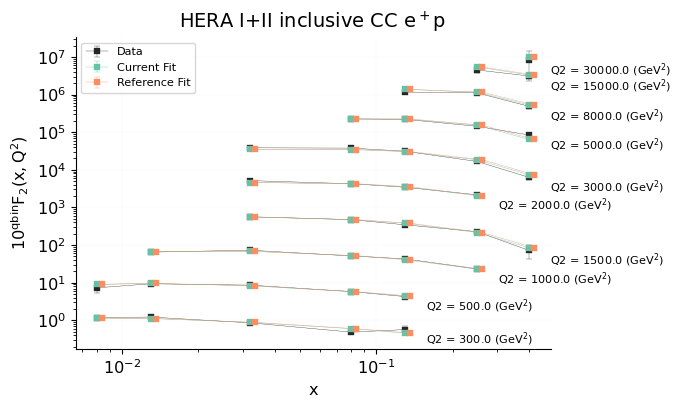 HERA I+II inclusive CC e⁺p
Data
Current Fit
Reference Fit
10⁷
10⁶
10⁵
10⁴
10³
10²
10¹
10⁰
10^qbin F₂(x, Q²)
Q2 = 30000.0 (GeV²)
Q2 = 15000.0 (GeV²)
Q2 = 8000.0 (GeV²)
Q2 = 5000.0 (GeV²)
Q2 = 3000.0 (GeV²)
Q2 = 2000.0 (GeV²)
Q2 = 1500.0 (GeV²)
Q2 = 1000.0 (GeV²)
Q2 = 500.0 (GeV²)
Q2 = 300.0 (GeV²)
10⁻²
10⁻¹
x